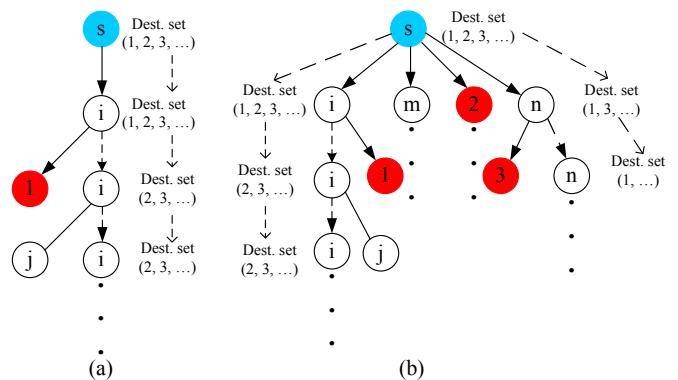 s
Dest. set
(1, 2, 3, …)
i
Dest. set
(1, 2, 3, …)
1
i
Dest. set
(2, 3, …)
j
i
Dest. set
(2, 3, …)
(a)
s
Dest. set
(1, 2, 3, …)
Dest. set
(1, 2, 3, …)
i
m
2
n
Dest. set
(1, 3, …)
Dest. set
(2, 3, …)
i
1
3
n
Dest. set
(1, …)
Dest. set
(2, 3, …)
i
j
(b)